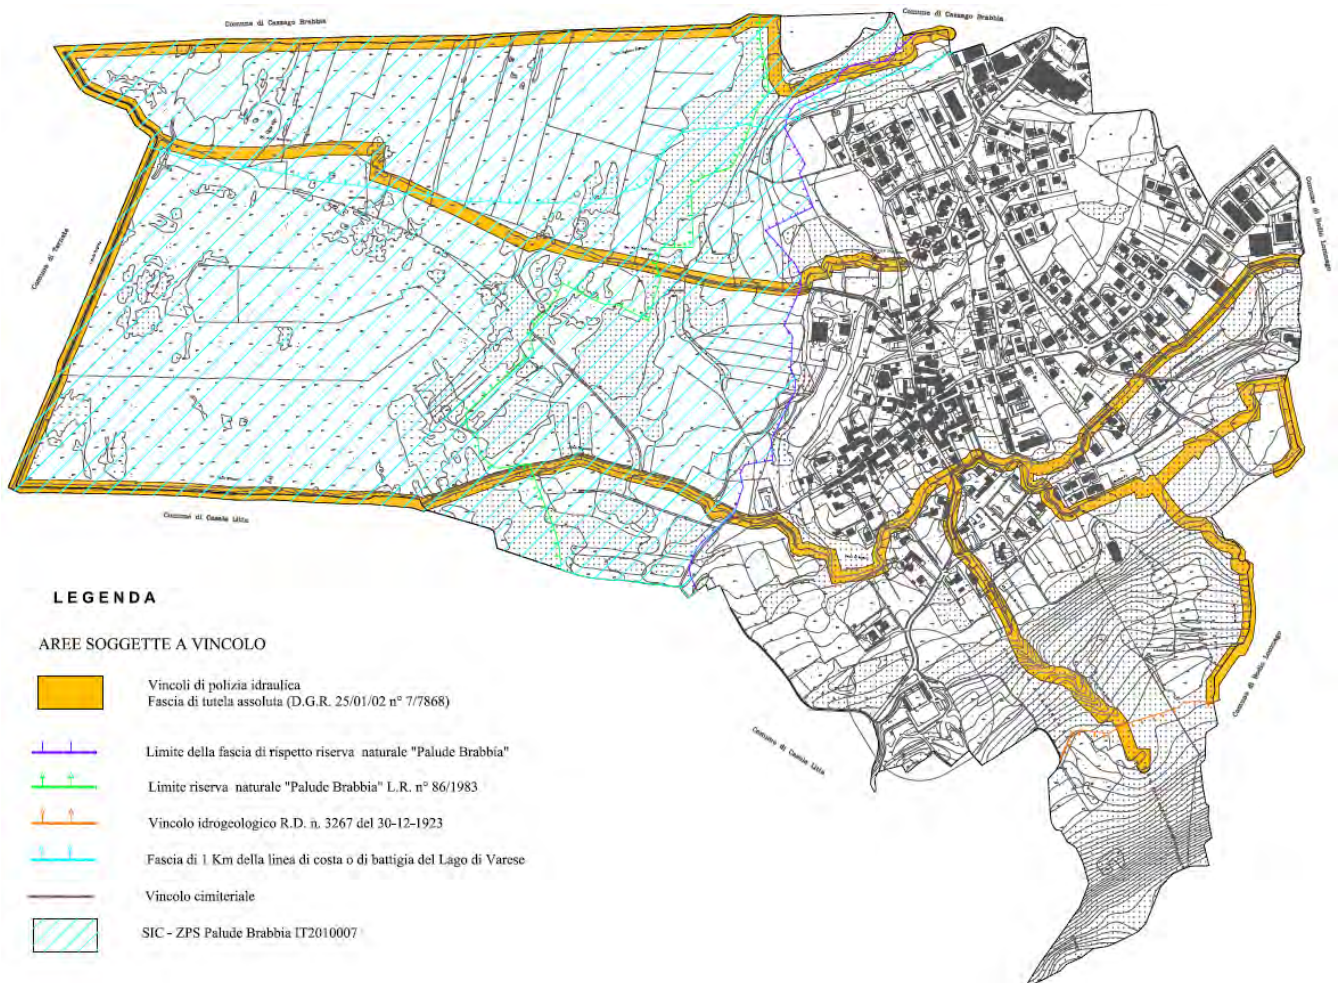 Comune di Cazzago Brabbia
Comune di Cazzago Brabbia
Comune di Bodio Lomnago
Comune di Ternate
Comune di Casale Litta
Comune di Bodio Lomnago
Comune di Casale Litta
LEGENDA
AREE SOGGETTE A VINCOLO
Vincoli di polizia idraulica
Fascia di tutela assoluta (D.G.R. 25/01/02 n° 7/7868)
Limite della fascia di rispetto riserva naturale "Palude Brabbia"
Limite riserva naturale "Palude Brabbia" L.R. n° 86/1983
Vincolo idrogeologico R.D. n. 3267 del 30-12-1923
Fascia di 1 Km della linea di costa o di battigia del Lago di Varese
Vincolo cimiteriale
SIC - ZPS Palude Brabbia IT2010007